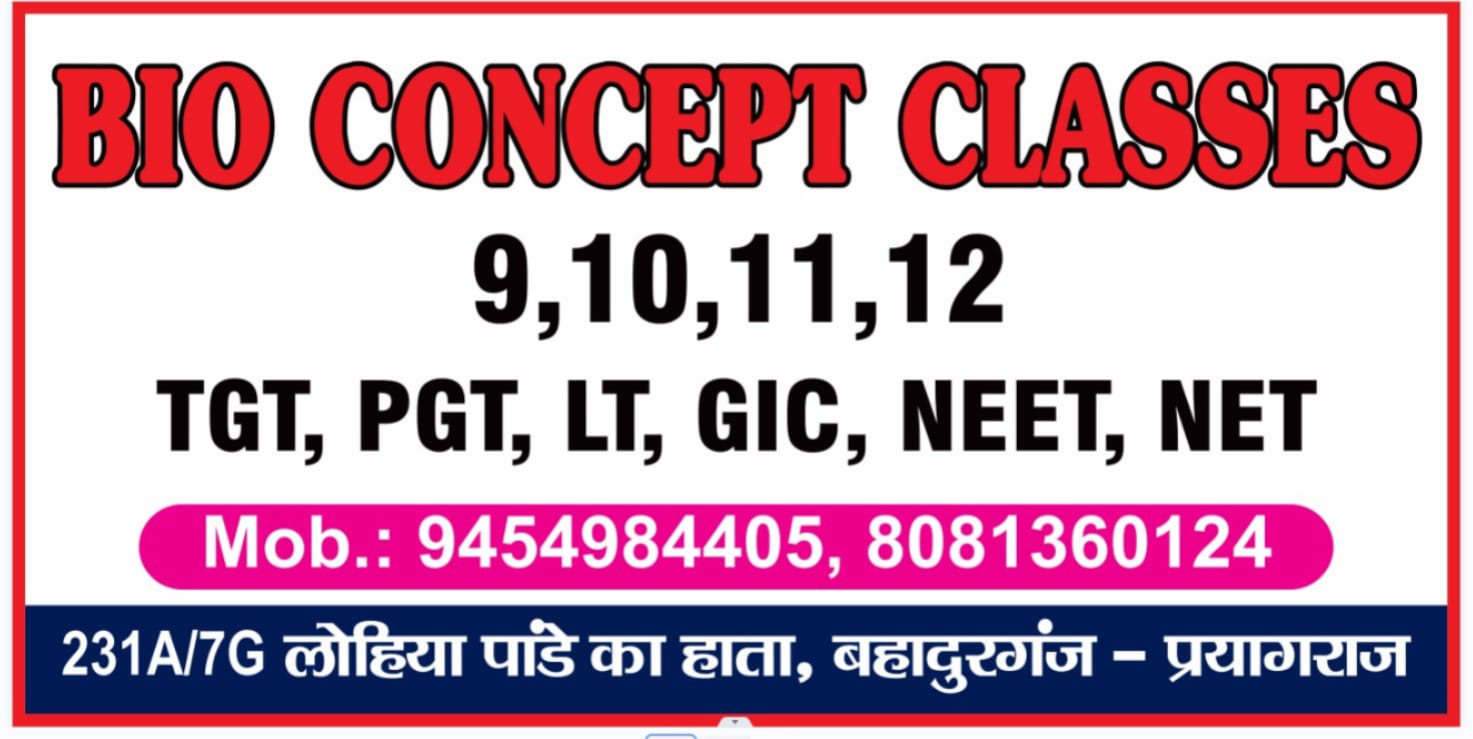 BIO CONCEPT CLASSES
9,10,11,12
TGT, PGT, LT, GIC, NEET, NET
Mob.: 9454984405, 8081360124
231A/7G लोहिया पांडे का हाता, बहादुरगंज – प्रयागराज